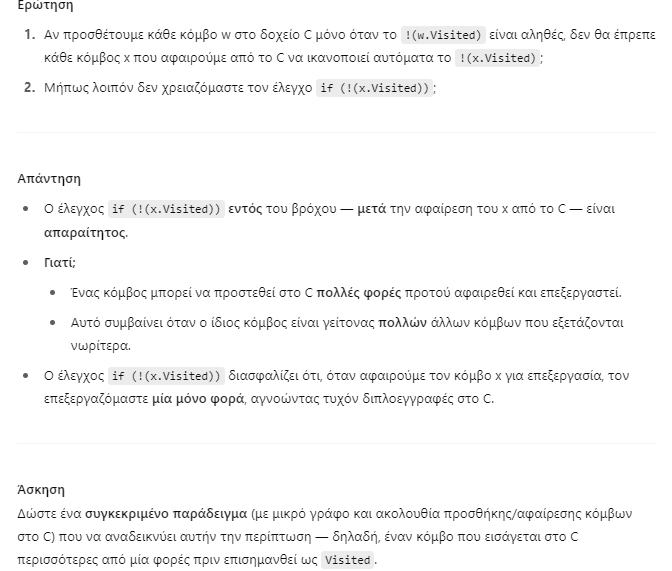 Ερώτηση
1. Αν προσθέτουμε κάθε κόμβο w στο δοχείο C μόνο όταν το !(w.Visited) είναι αληθές, δεν θα έπρεπε
κάθε κόμβος x που αφαιρούμε από το C να ικανοποιεί αυτόματα το !(x.Visited);
2. Μήπως λοιπόν δεν χρειαζόμαστε τον έλεγχο if (!(x.Visited));
Απάντηση
• Ο έλεγχος if (!(x.Visited)) εντός του βρόχου — μετά την αφαίρεση του x από το C — είναι
απαραίτητος.
• Γιατί;
• Ένας κόμβος μπορεί να προστεθεί στο C πολλές φορές προτού αφαιρεθεί και επεξεργαστεί.
• Αυτό συμβαίνει όταν ο ίδιος κόμβος είναι γείτονας πολλών άλλων κόμβων που εξετάζονται
νωρίτερα.
• Ο έλεγχος if (!(x.Visited)) διασφαλίζει ότι, όταν αφαιρούμε τον κόμβο x για επεξεργασία, τον
επεξεργαζόμαστε μία μόνο φορά, αγνοώντας τυχόν διπλοεγγραφές στο C.
Άσκηση
Δώστε ένα συγκεκριμένο παράδειγμα (με μικρό γράφο και ακολουθία προσθήκης/αφαίρεσης κόμβων
στο C) που να αναδεικνύει αυτήν την περίπτωση — δηλαδή, έναν κόμβο που εισάγεται στο C
περισσότερες από μία φορές πριν επισημανθεί ως Visited.